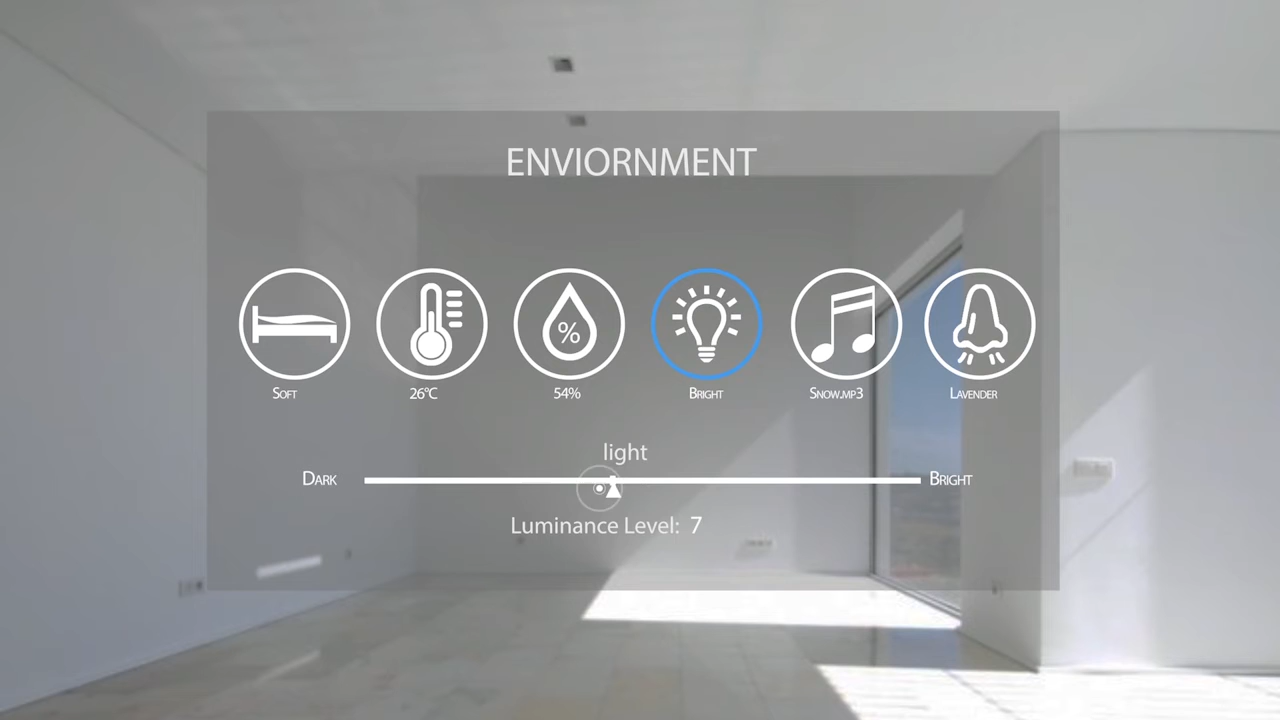 ENVIORNMENT
%
Soft 26°C 54% Bright Snow.mp3 Lavender
light
Dark Bright
Luminance Level: 7